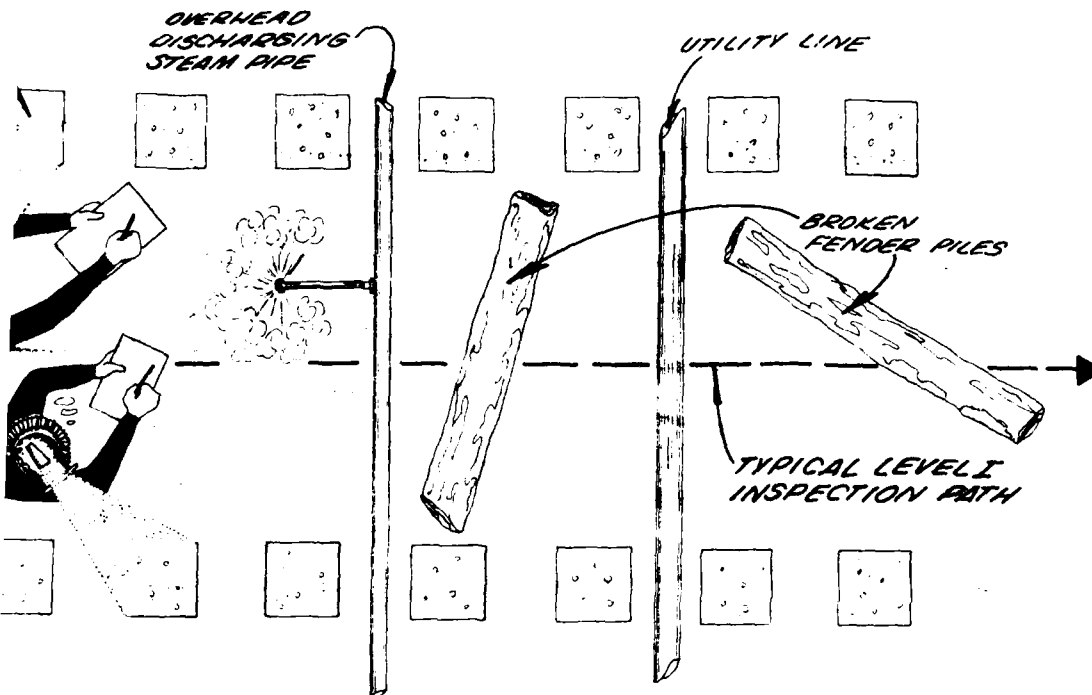 OVERHEAD
DISCHARGING
STEAM PIPE
UTILITY LINE
BROKEN
FENDER PILES
TYPICAL LEVEL I
INSPECTION PATH